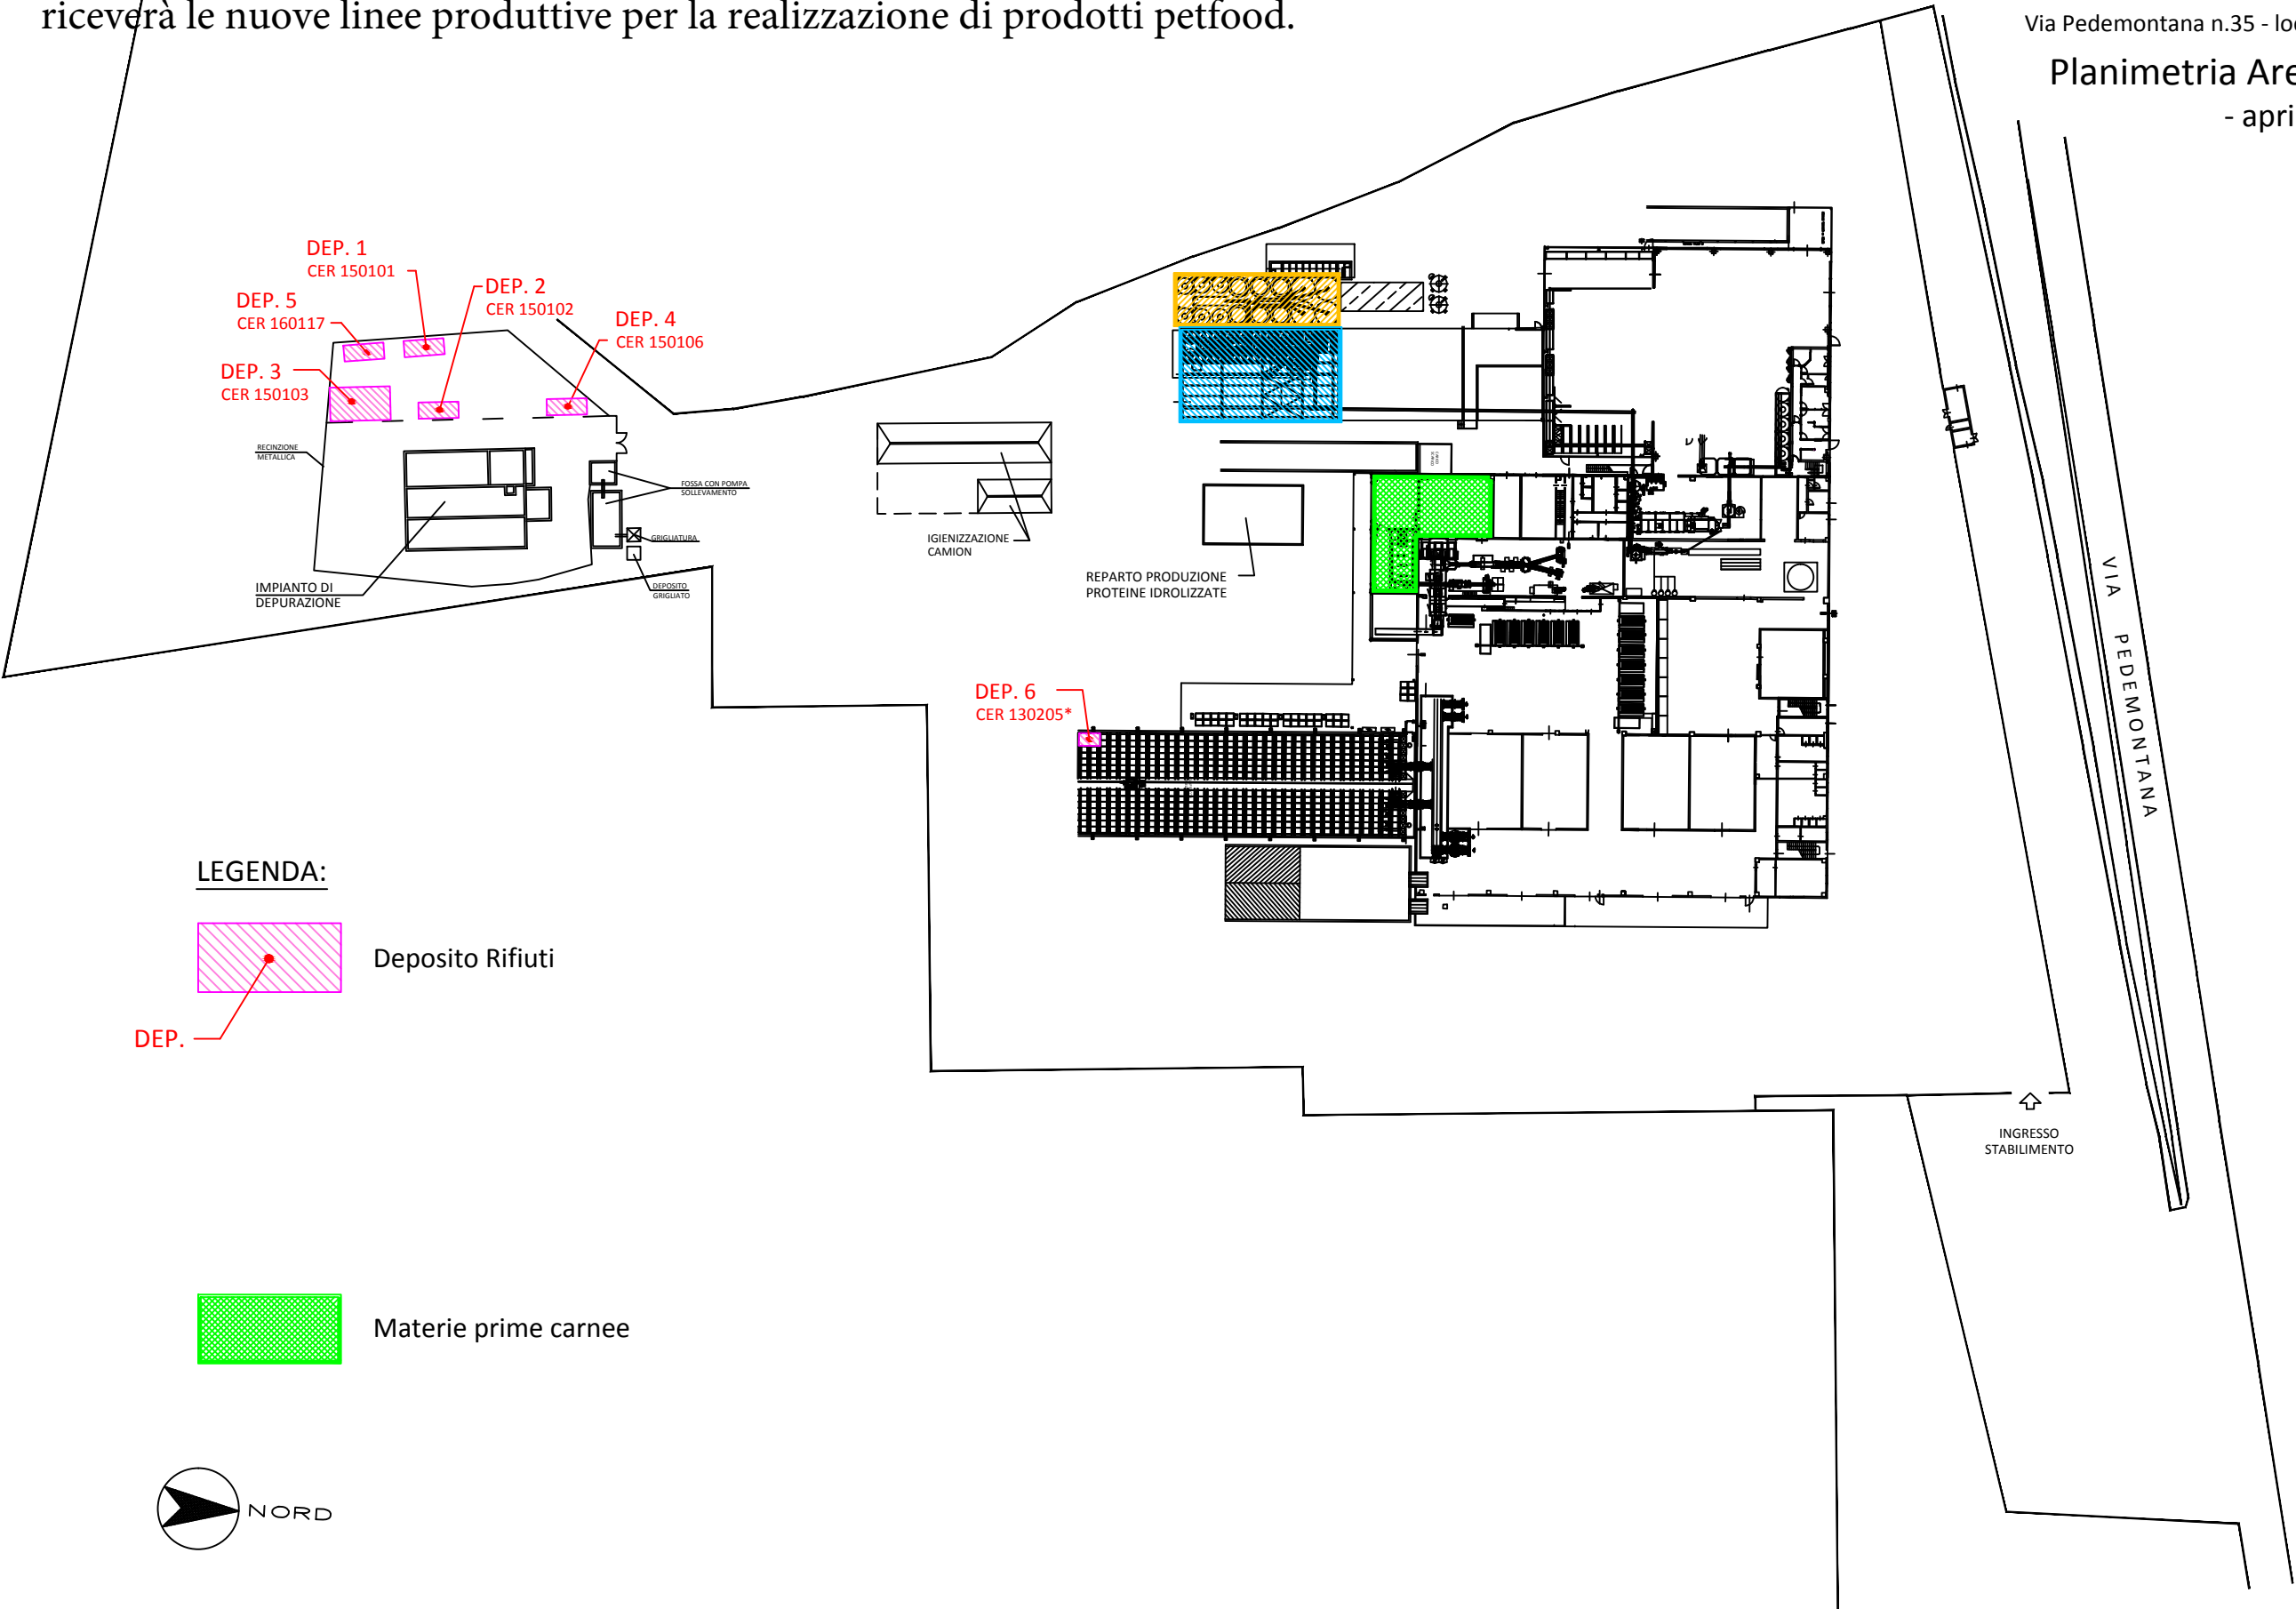 riceverà le nuove linee produttive per la realizzazione di prodotti petfood.
Via Pedemontana n.35 - lo
Planimetria Are
- apri
DEP. 1
CER 150101
DEP. 2
CER 150102
DEP. 5
CER 160117
DEP. 4
CER 150106
DEP. 3
CER 150103
RECINZIONE
METALLICA
FOSSA CON POMPA
SOLLEVAMENTO
GRIGLIATURA
DEPOSITO
GRIGLIATO
IMPIANTO DI
DEPURAZIONE
IGIENIZZAZIONE
CAMION
REPARTO PRODUZIONE
PROTEINE IDROLIZZATE
DEP. 6
CER 130205*
VIA PEDEMONTANA
INGRESSO
STABILIMENTO
LEGENDA:
Deposito Rifiuti
DEP.
Materie prime carnee
NORD